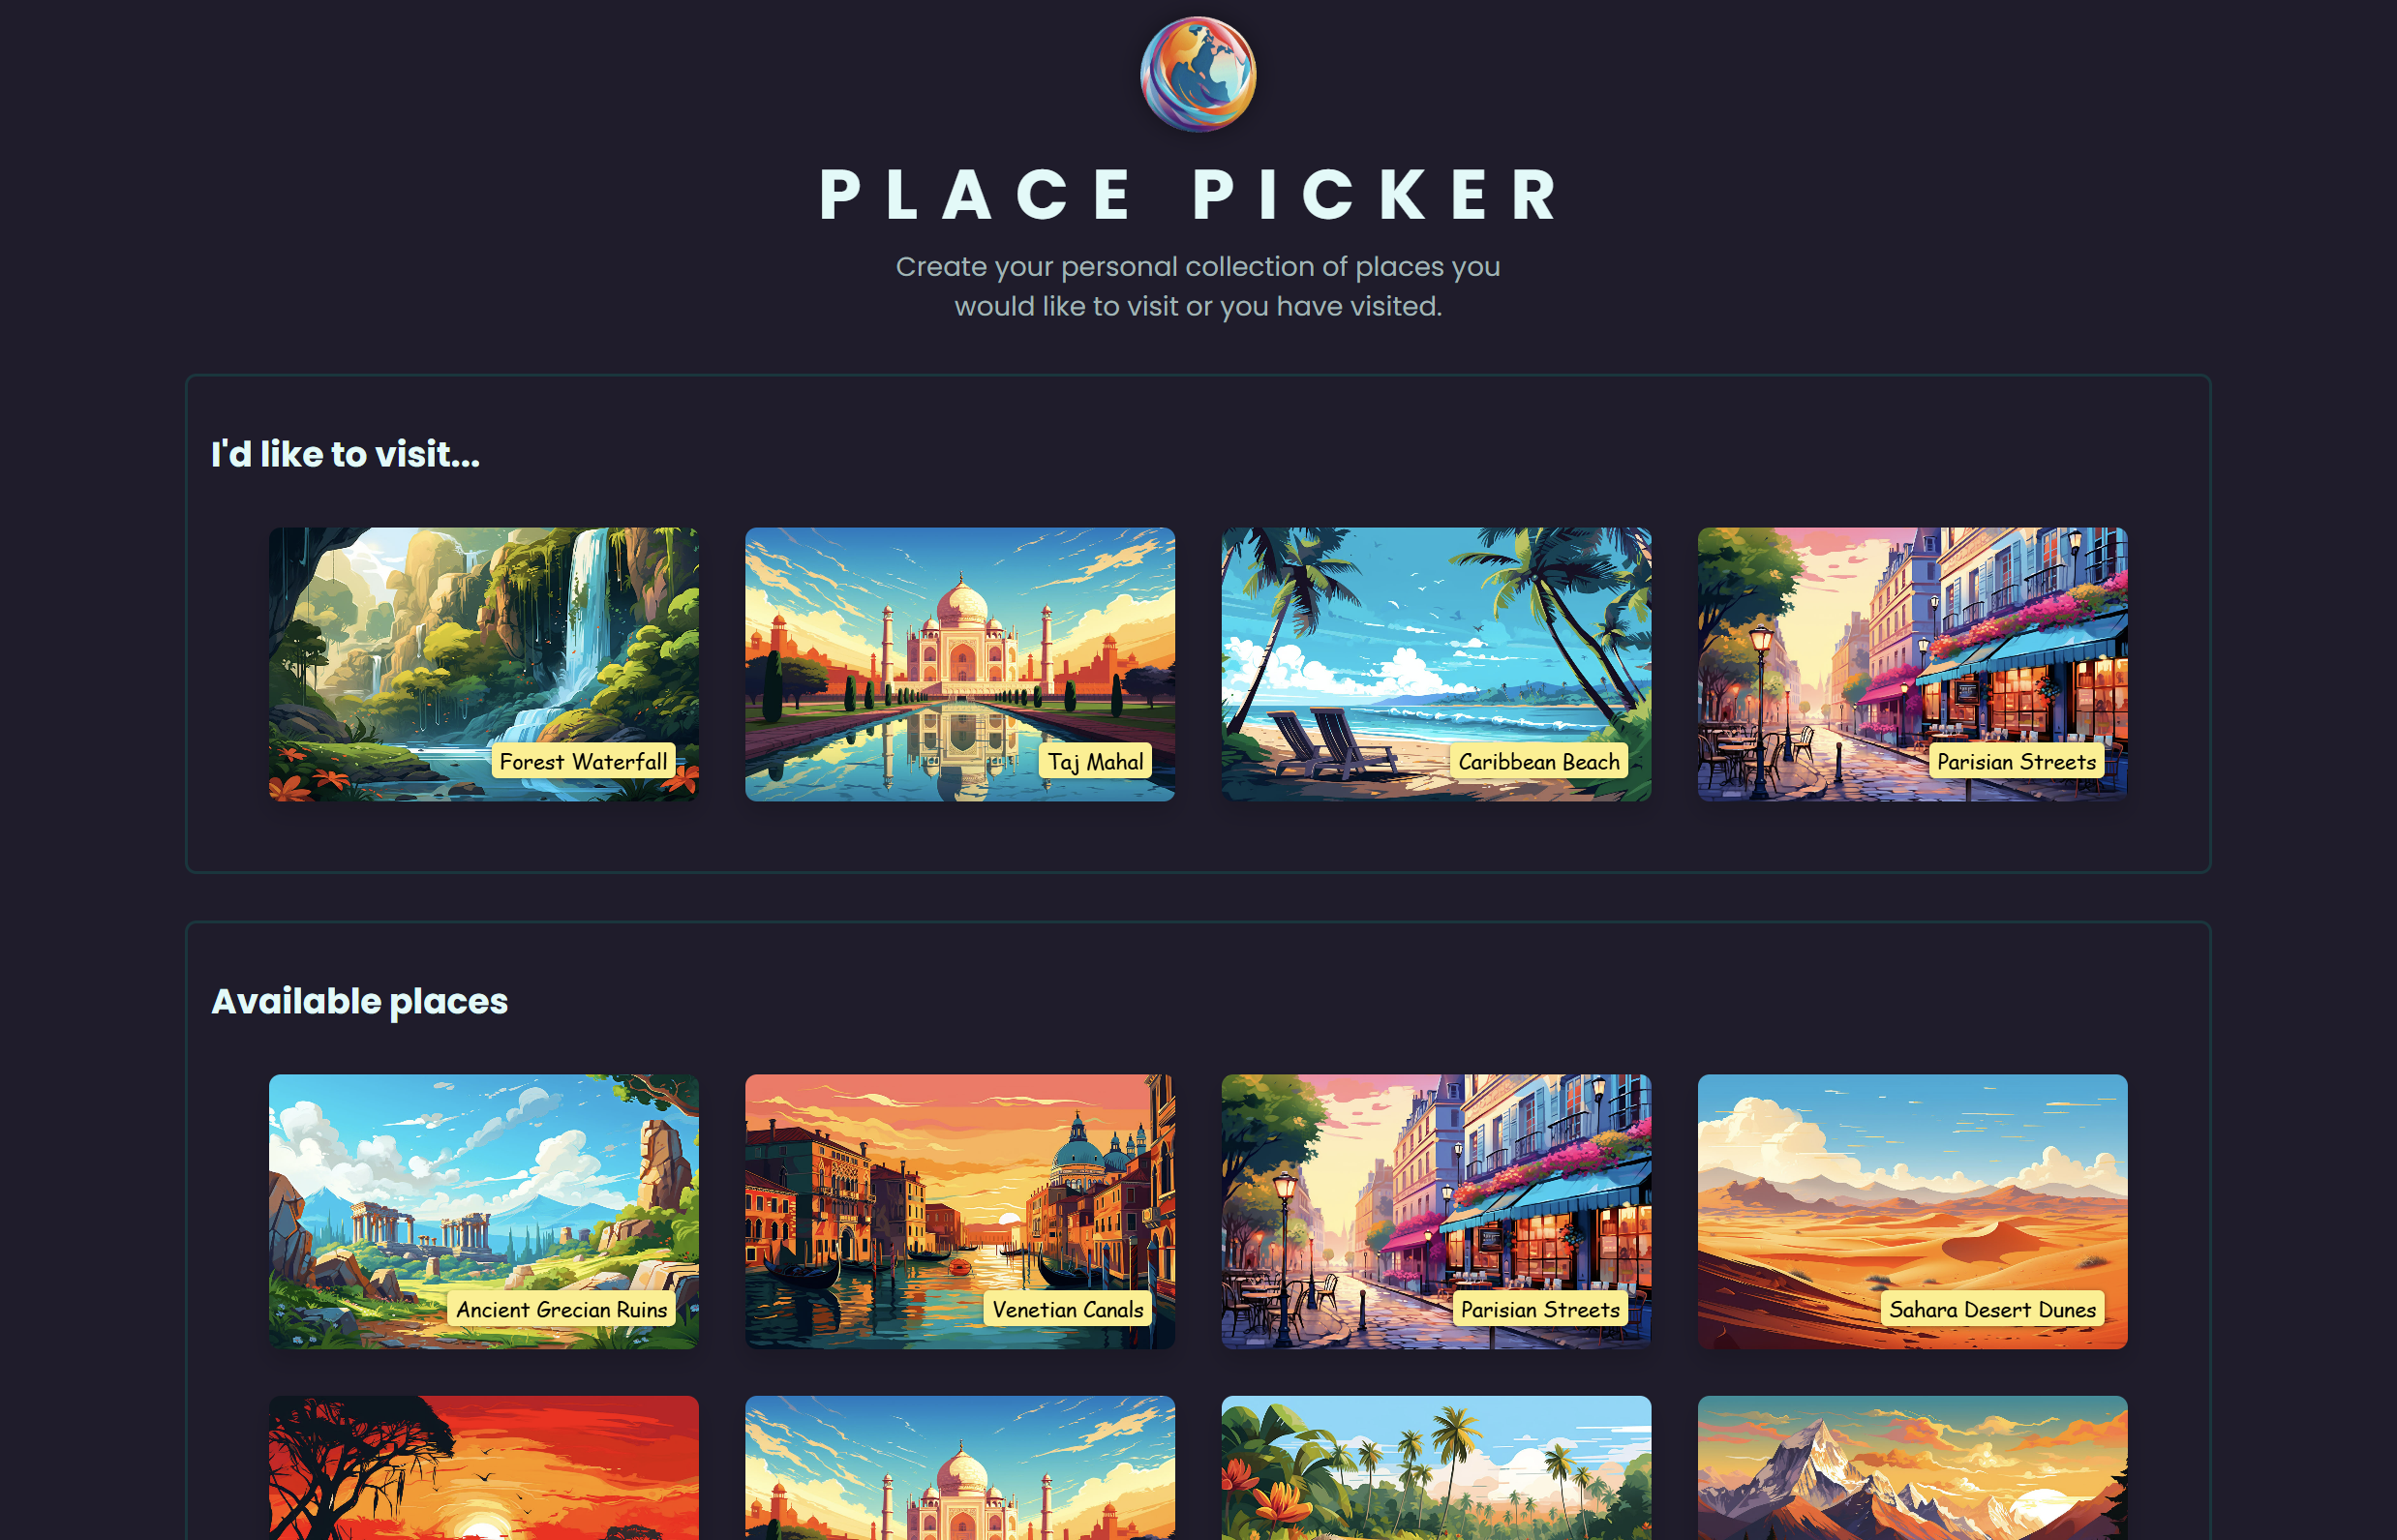 PLACE PICKER
Create your personal collection of places you
would like to visit or you have visited.
I'd like to visit...
Forest Waterfall
Taj Mahal
Caribbean Beach
Parisian Streets
Available places
Ancient Grecian Ruins
Venetian Canals
Parisian Streets
Sahara Desert Dunes